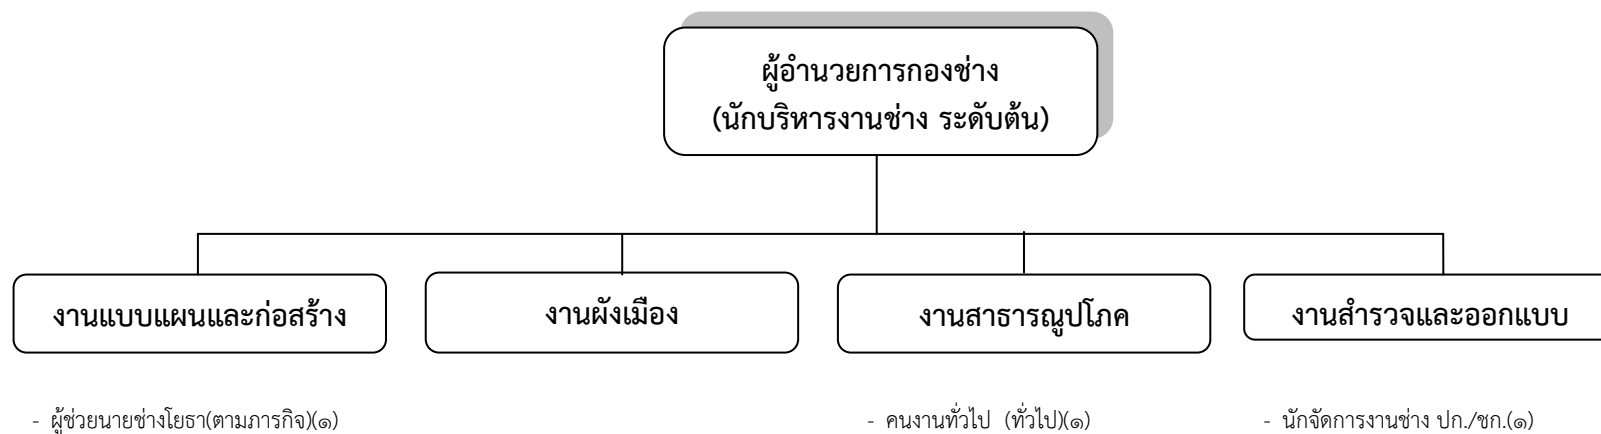 ผู้อำนวยการกองช่าง
(นักบริหารงานช่าง ระดับต้น)
งานแบบแผนและก่อสร้าง
งานผังเมือง
งานสาธารณูปโภค
งานสำรวจและออกแบบ
- ผู้ช่วยนายช่างโยธา(ตามภารกิจ)(๑)
- คนงานทั่วไป (ทั่วไป)(๑)
- นักจัดการงานช่าง ปก./ชก.(๑)